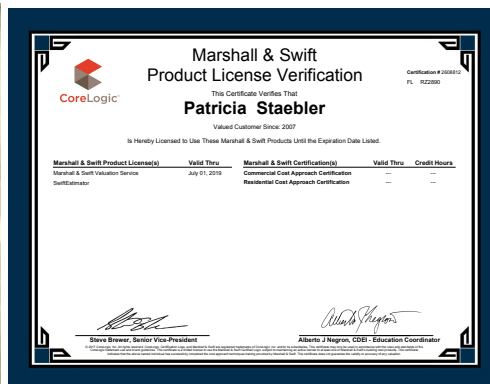 Marshall & Swift
Product License Verification
CoreLogic
Certification # 2608812
FL RZ2890
This Certificate Verifies That
Patricia Staebler
Valued Customer Since: 2007
Is Hereby Licensed to Use These Marshall & Swift Products Until the Expiration Date Listed.
Marshall & Swift Product License(s) Valid Thru Marshall & Swift Certification(s) Valid Thru Credit Hours
Marshall & Swift Valuation Service July 01, 2019 Commercial Cost Approach Certification --- ---
SwiftEstimator Residential Cost Approach Certification --- ---
Steve Brewer, Senior Vice-President Alberto J Negron, CDEI - Education Coordinator